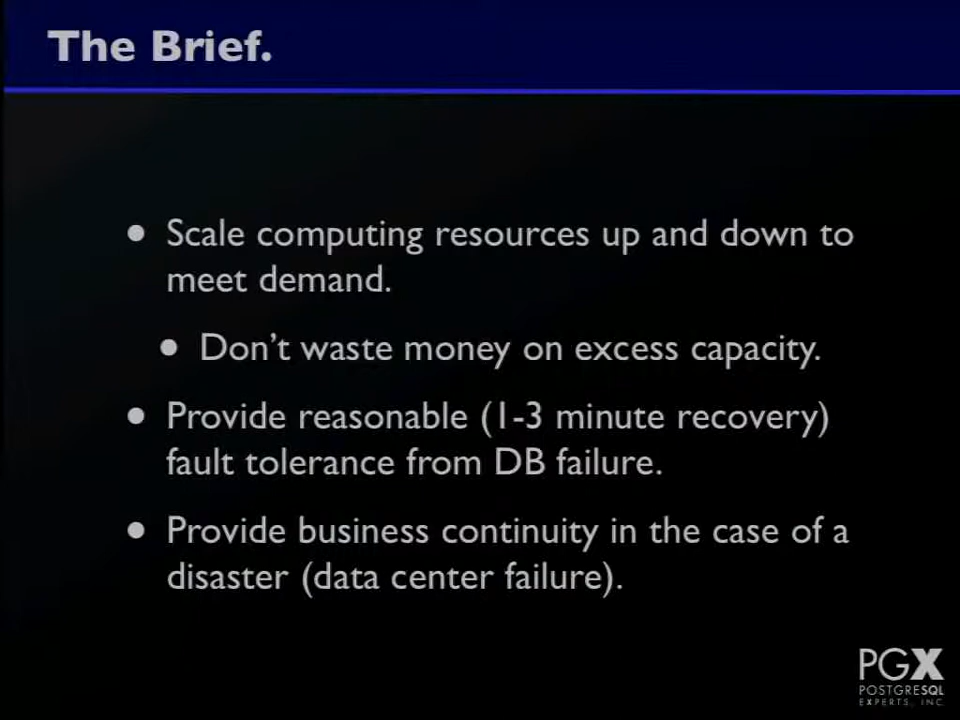 The Brief.
• Scale computing resources up and down to
meet demand.
• Don't waste money on excess capacity.
• Provide reasonable (1-3 minute recovery)
fault tolerance from DB failure.
• Provide business continuity in the case of a
disaster (data center failure).
PGX
POSTGRESQL
EXPERTS, INC